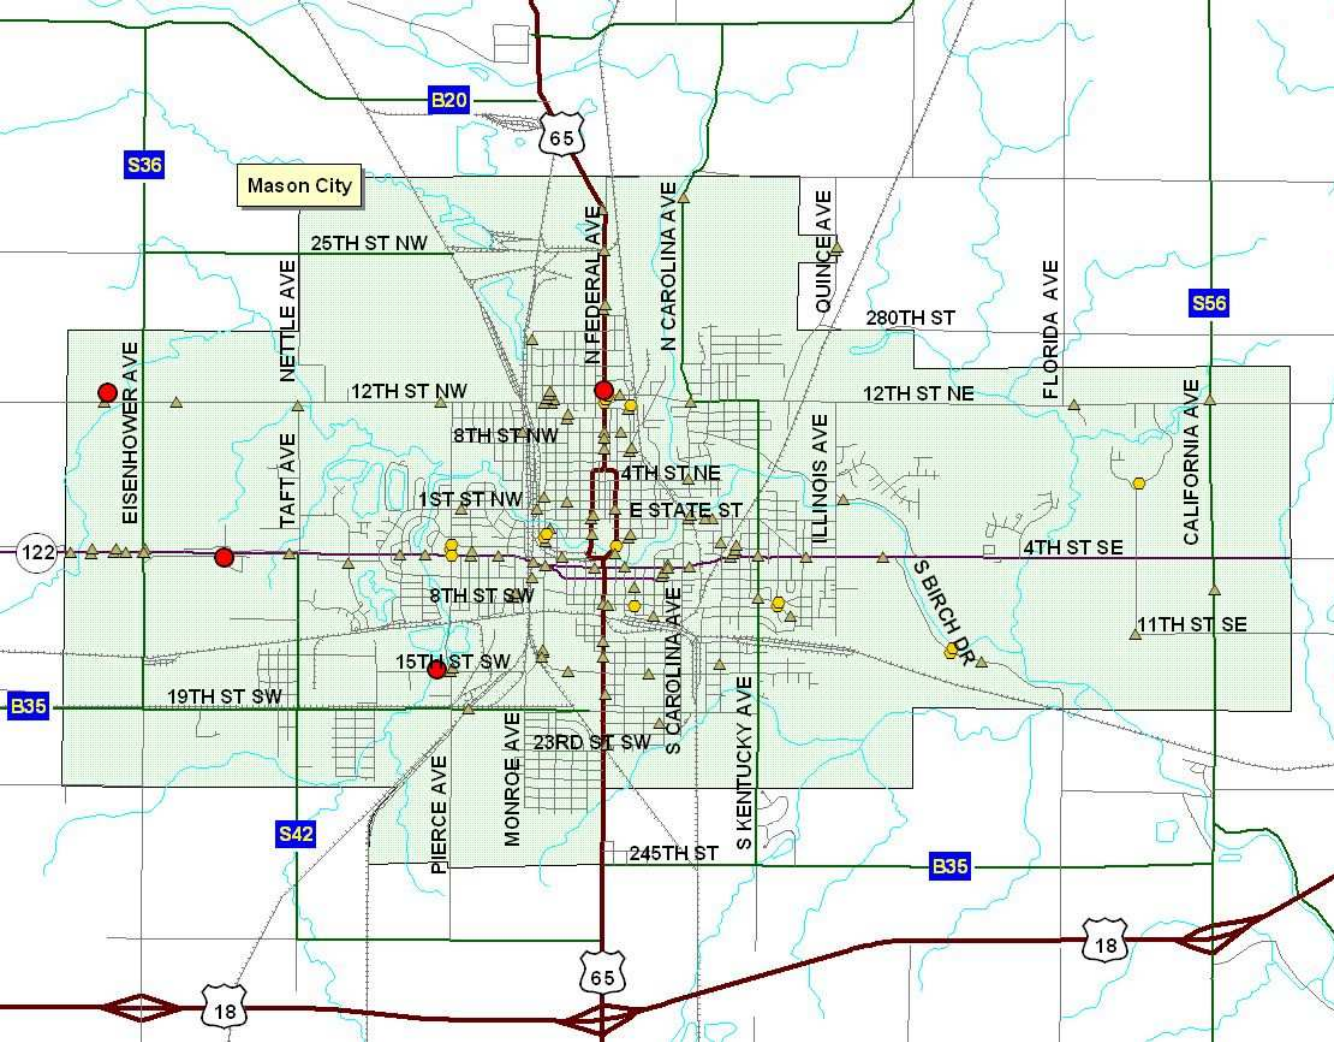 B20
65
S36
Mason City
QUINCE AVE
N CAROLINA AVE
N FEDERAL AVE
25TH ST NW
NETTLE AVE
FLORIDA AVE
S56
280TH ST
EISENHOWER AVE
12TH ST NW
12TH ST NE
CALIFORNIA AVE
TAFT AVE
8TH ST NW
ILLINOIS AVE
4TH ST NE
1ST ST NW
E STATE ST
122
4TH ST SE
S BIRCH DR
8TH ST SW
S CAROLINA AVE
11TH ST SE
15TH ST SW
19TH ST SW
B35
S KENTUCKY AVE
MONROE AVE
23RD ST SW
PIERCE AVE
S42
245TH ST
B35
18
65
18